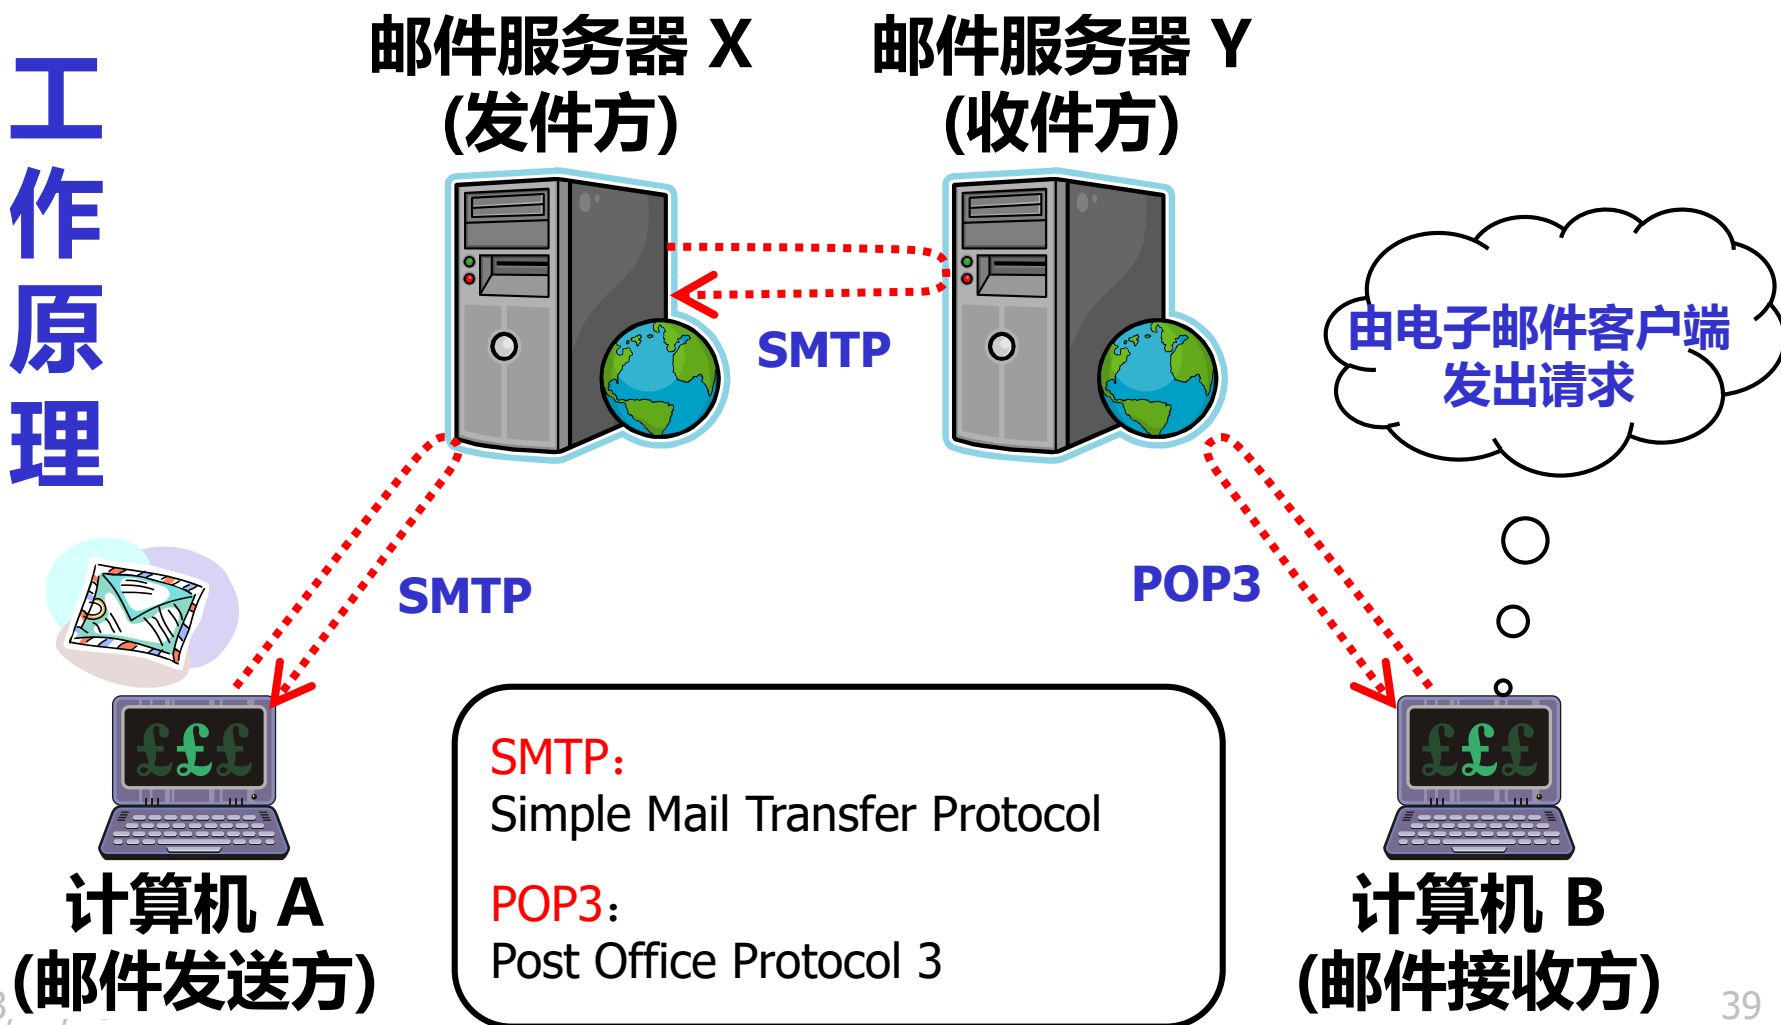 工作原理
邮件服务器 X
(发件方)
邮件服务器 Y
(收件方)
SMTP
由电子邮件客户端
发出请求
SMTP
POP3
£££
£££
SMTP：
Simple Mail Transfer Protocol
POP3：
Post Office Protocol 3
计算机 A
(邮件发送方)
计算机 B
(邮件接收方)
39